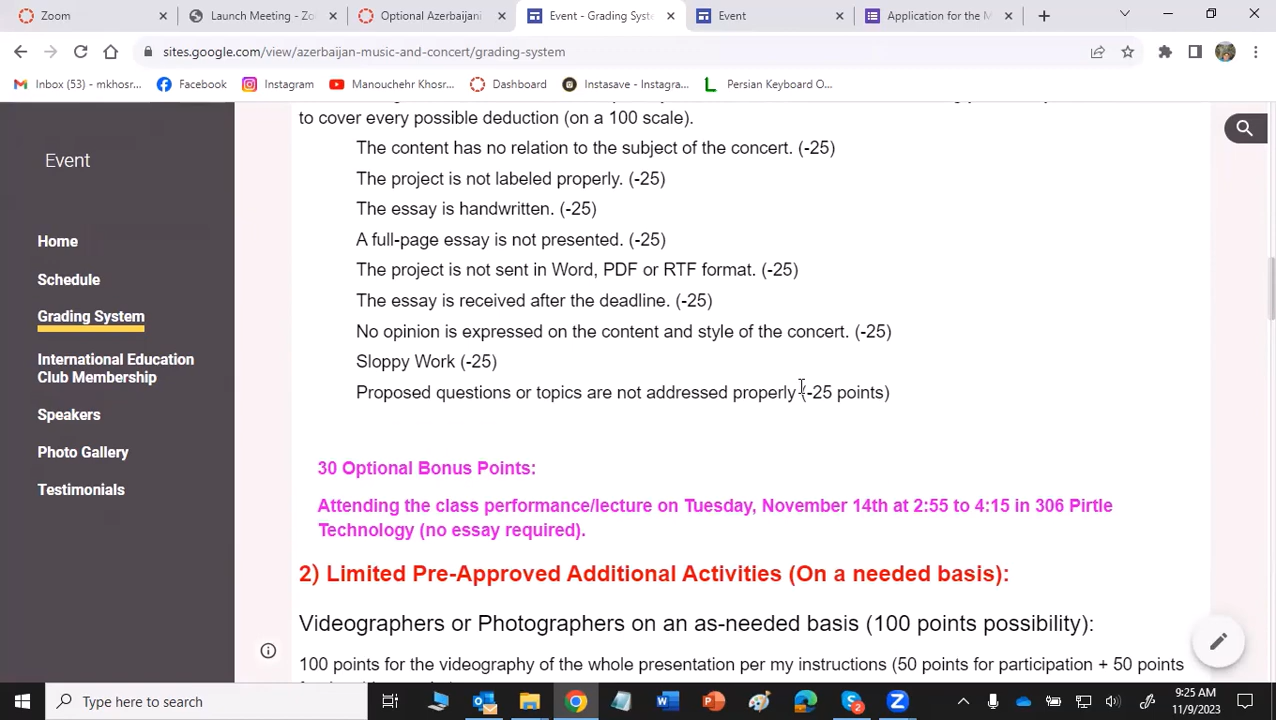 Zoom
Launch Meeting - Zo
Optional Azerbaijani
Event - Grading Syste
Event
Application for the M
sites.google.com/view/azerbaijan-music-and-concert/grading-system
Inbox (53) - mkhosr...
Facebook
Instagram
Manouchehr Khosr...
Dashboard
Instasave - Instagra...
Persian Keyboard O...
to cover every possible deduction (on a 100 scale).
The content has no relation to the subject of the concert. (-25)
The project is not labeled properly. (-25)
The essay is handwritten. (-25)
A full-page essay is not presented. (-25)
The project is not sent in Word, PDF or RTF format. (-25)
The essay is received after the deadline. (-25)
No opinion is expressed on the content and style of the concert. (-25)
Sloppy Work (-25)
Proposed questions or topics are not addressed properly (-25 points)
30 Optional Bonus Points:
Attending the class performance/lecture on Tuesday, November 14th at 2:55 to 4:15 in 306 Pirtle
Technology (no essay required).
2) Limited Pre-Approved Additional Activities (On a needed basis):
Videographers or Photographers on an as-needed basis (100 points possibility):
100 points for the videography of the whole presentation per my instructions (50 points for participation + 50 points
Event
Home
Schedule
Grading System
International Education
Club Membership
Speakers
Photo Gallery
Testimonials
Type here to search
9:25 AM
11/9/2023